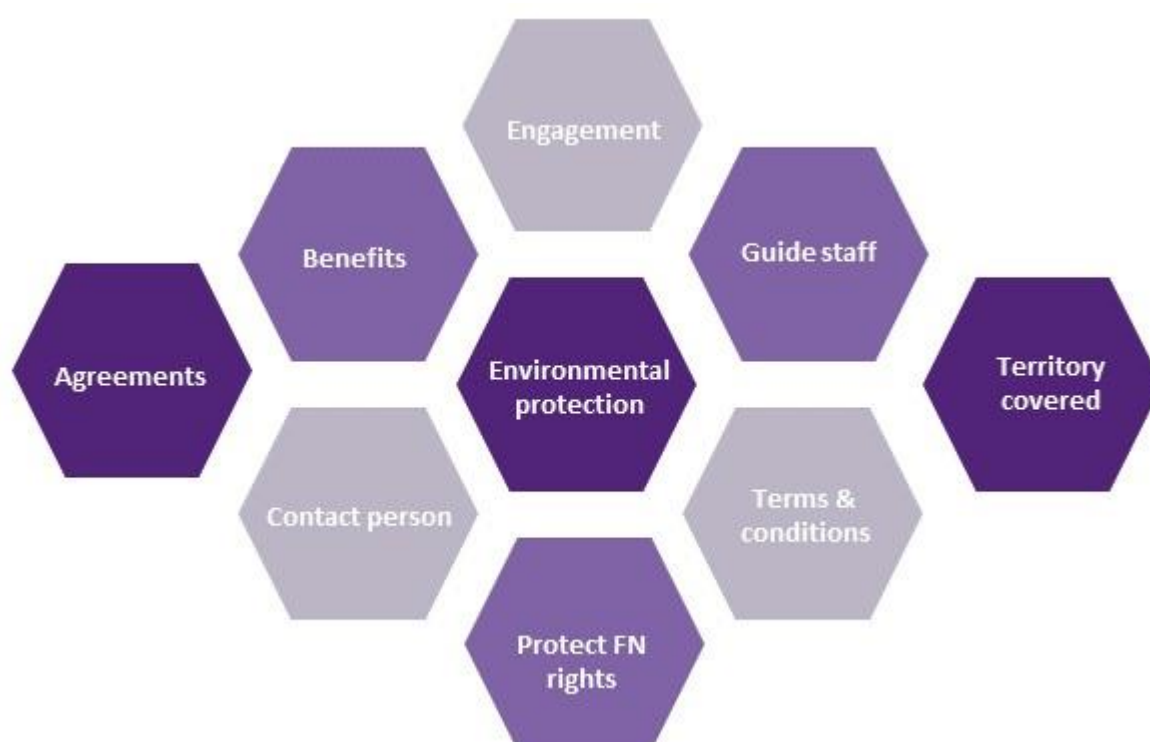 Engagement
Benefits
Guide staff
Agreements
Environmental
protection
Territory
covered
Contact person
Terms &
conditions
Protect FN
rights